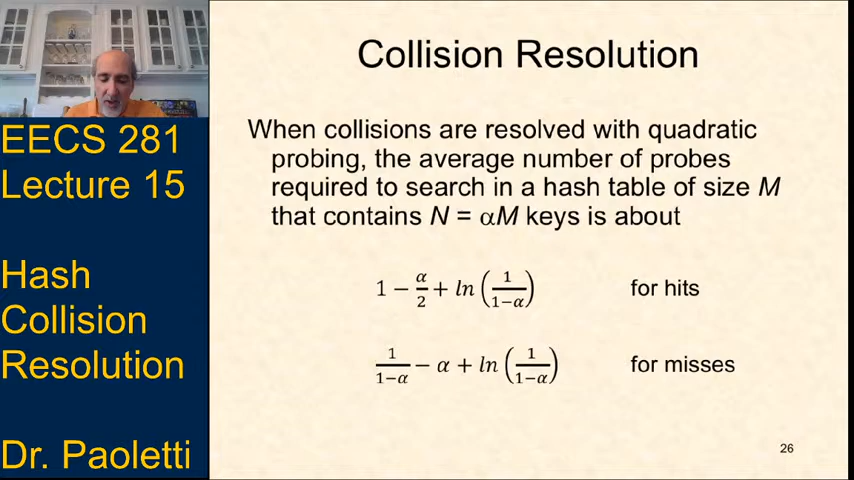 Collision Resolution
EECS 281
Lecture 15
Hash
Collision
Resolution
Dr. Paoletti
When collisions are resolved with quadratic
probing, the average number of probes
required to search in a hash table of size M
that contains N = αM keys is about
1 − α/2 + ln (1/(1−α)) for hits
1/(1−α) − α + ln (1/(1−α)) for misses
26